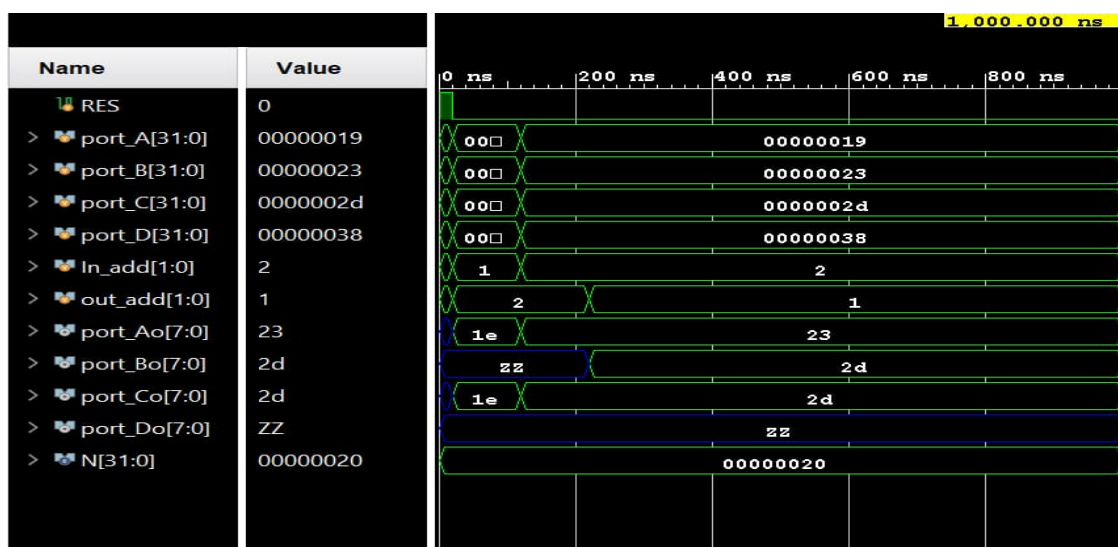 1,000.000 ns
Name Value
0 ns 200 ns 400 ns 600 ns 800 ns
RES 0
> port_A[31:0] 00000019 00□ 00000019
> port_B[31:0] 00000023 00□ 00000023
> port_C[31:0] 0000002d 00□ 0000002d
> port_D[31:0] 00000038 00□ 00000038
> In_add[1:0] 2 1 2
> out_add[1:0] 1 2 1
> port_Ao[7:0] 23 1e 23
> port_Bo[7:0] 2d ZZ 2d
> port_Co[7:0] 2d 1e 2d
> port_Do[7:0] ZZ ZZ
> N[31:0] 00000020 00000020